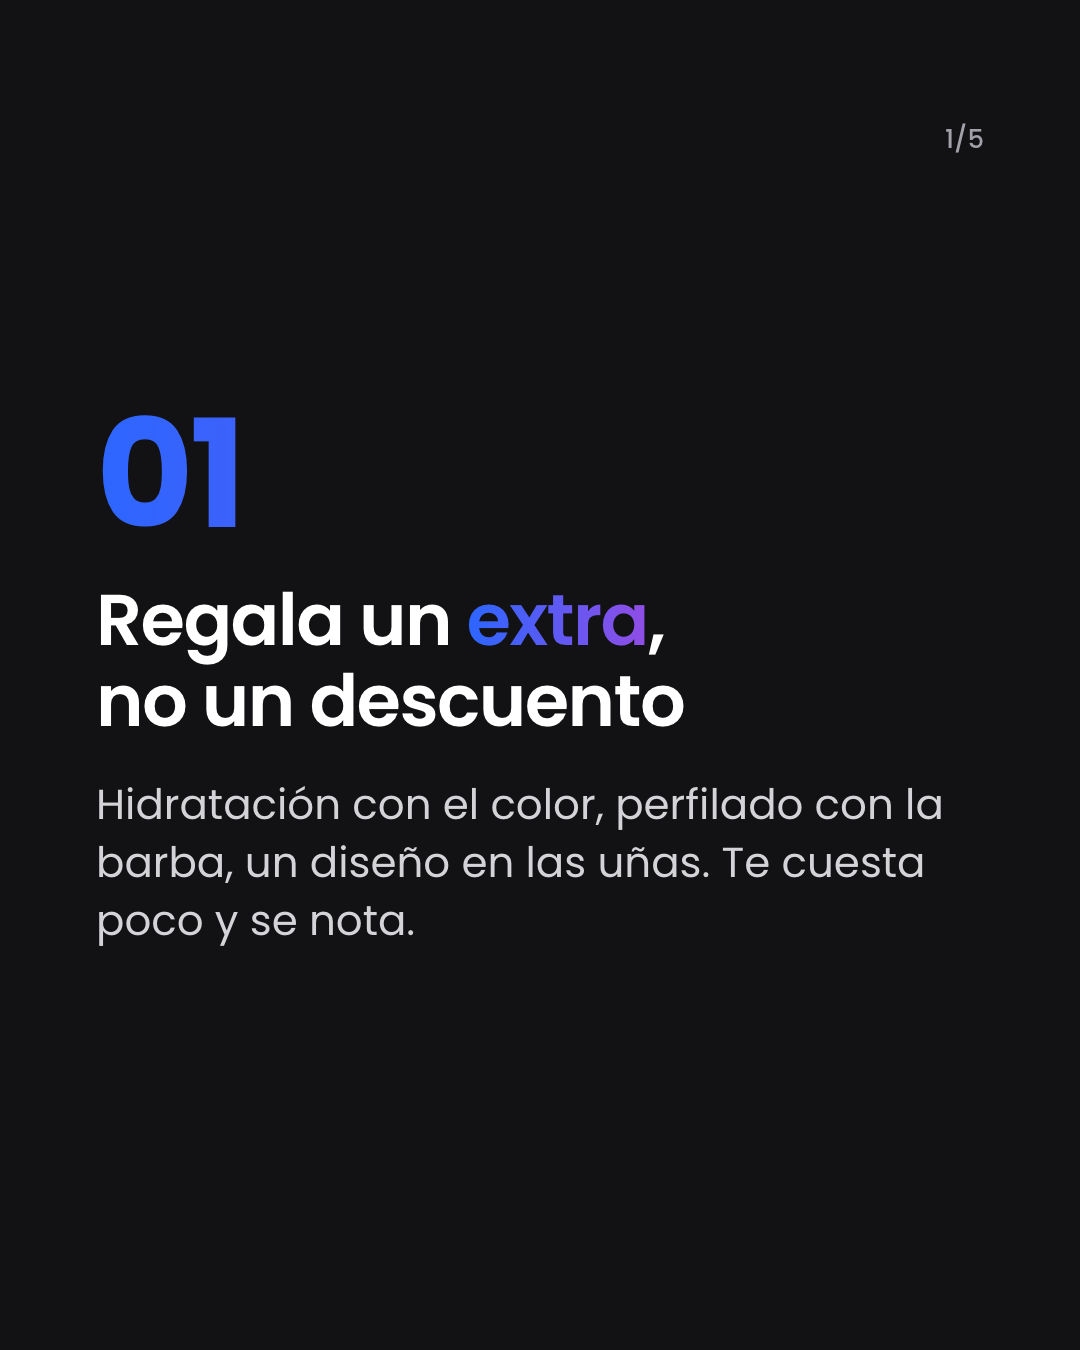 1/5
01
Regala un extra,
no un descuento
Hidratación con el color, perfilado con la
barba, un diseño en las uñas. Te cuesta
poco y se nota.